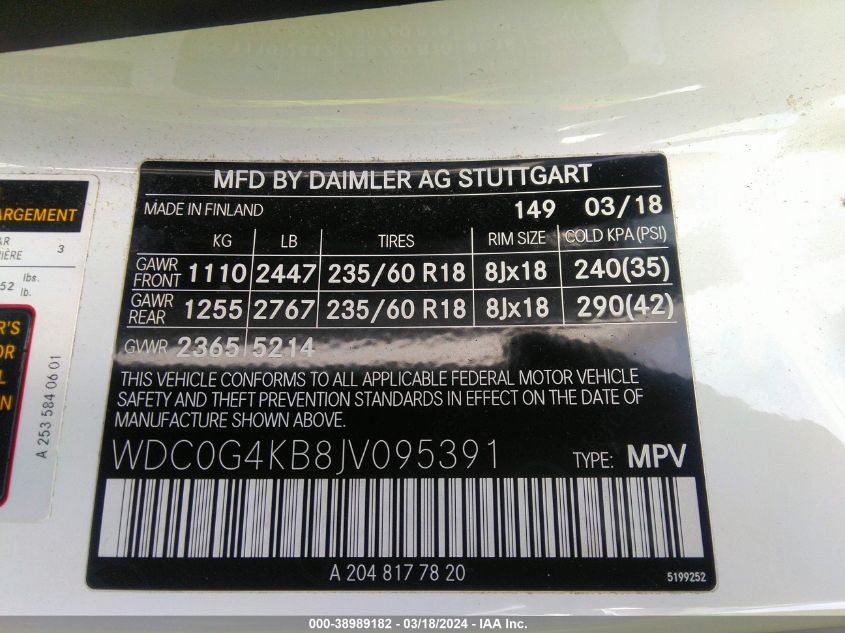 MFD BY DAIMLER AG STUTTGART
MADE IN FINLAND 149 03/18
KG LB TIRES RIM SIZE COLD KPA (PSI)
GAWR FRONT 1110 2447 235/60 R18 8Jx18 240(35)
GAWR REAR 1255 2767 235/60 R18 8Jx18 290(42)
GVWR 2365 5214
THIS VEHICLE CONFORMS TO ALL APPLICABLE FEDERAL MOTOR VEHICLE
SAFETY AND THEFT PREVENTION STANDARDS IN EFFECT ON THE DATE OF
MANUFACTURE SHOWN ABOVE.
WDC0G4KB8JV095391 TYPE: MPV
A 204 817 78 20
5199252
3
lbs.
lb.
A 253 584 06 01
000-38989182 - 03/18/2024 - IAA Inc.